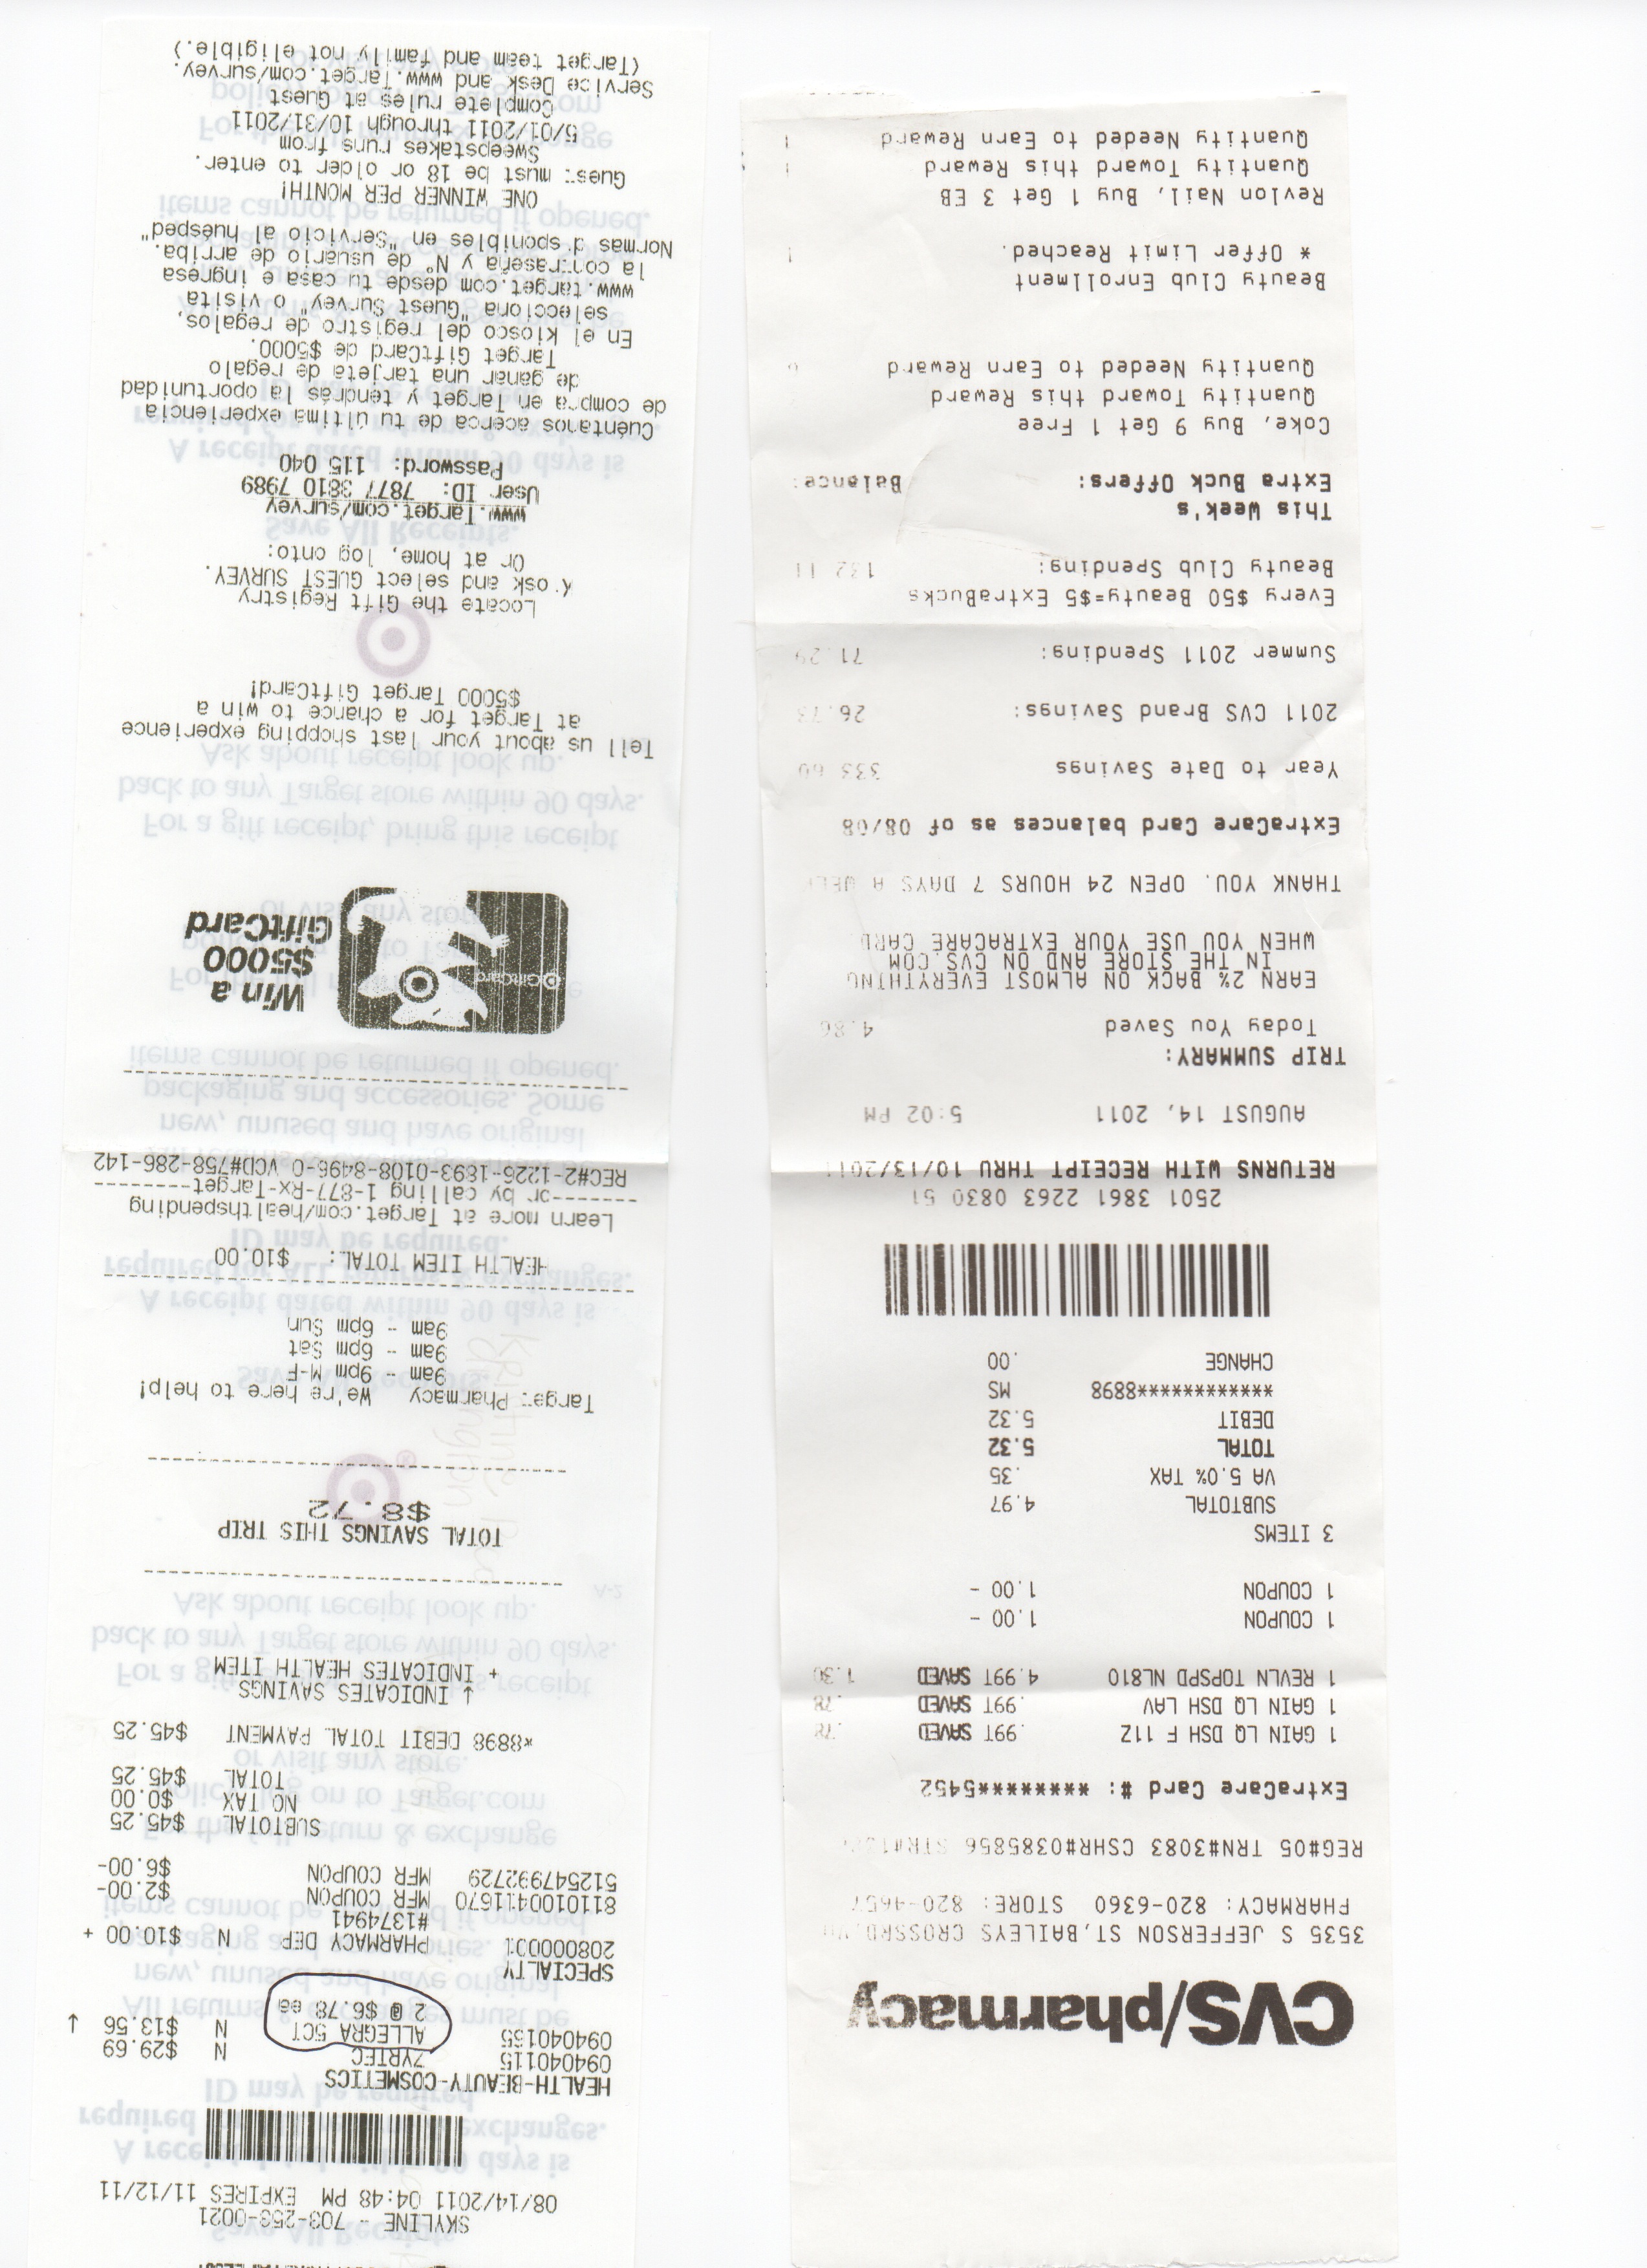 CVS/pharmacy
3535 S JEFFERSON ST, BAILEYS CROSSRD,
PHARMACY: 820-6360 STORE: 820-4657
REG#05 TRN#3083 CSHR#0385856
ExtraCare Card #: *********5452
1 GAIN LQ DSH F 11Z .99T SAVED .78
1 GAIN LQ DSH LAV .99T SAVED .78
1 REVLN TOPSPD NL810 4.99T SAVED 1.30
1 COUPON 1.00 -
1 COUPON 1.00 -
3 ITEMS
SUBTOTAL 4.97
VA 5.0% TAX .35
TOTAL 5.32
DEBIT 5.32
************8898 MS
CHANGE .00
2501 3861 2263 0830 51
RETURNS WITH RECEIPT THRU 10/13/2011
AUGUST 14, 2011 5:02 PM
TRIP SUMMARY:
Today You Saved 4.86
EARN 2% BACK ON ALMOST EVERYTHING
IN THE STORE AND ON CVS.COM
WHEN YOU USE YOUR EXTRACARE CARD
THANK YOU. OPEN 24 HOURS 7 DAYS A WEEK
ExtraCare Card balances as of 08/08
Year to Date Savings 333.60
2011 CVS Brand Savings: 26.73
Summer 2011 Spending: 71.29
Every $50 Beauty=$5 ExtraBucks
Beauty Club Spending: 132.11
This Week's
Extra Buck Offers: Balance:
Coke, Buy 9 Get 1 Free
Quantity Toward this Reward
Quantity Needed to Earn Reward
Beauty Club Enrollment
* Offer Limit Reached. 1
Revlon Nail, Buy 1 Get 3 EB
Quantity Toward this Reward 1
Quantity Needed to Earn Reward 1
SKYLINE - 703-253-0021
08/14/2011 04:48 PM EXPIRES 11/12/11
HEALTH-BEAUTY-COSMETICS
094040115 ZYRTEC N $29.69
094040165 ALLEGRA 5CT N $13.56 ↓
2 @ $6.78 ea
SPECIALTY
208000001 PHARMACY DEP N $10.00 +
#1374941
8110100411670 MFR COUPON $2.00-
512547992729 MFR COUPON $6.00-
SUBTOTAL $45.25
NO TAX $0.00
TOTAL $45.25
*8898 DEBIT TOTAL PAYMENT $45.25
↓ INDICATES SAVINGS
+ INDICATES HEALTH ITEM
TOTAL SAVINGS THIS TRIP
$8.72
Target Pharmacy We're here to help!
9am - 9pm M-F
9am - 6pm Sat
9am - 6pm Sun
HEALTH ITEM TOTAL: $10.00
Learn more at Target.com/healthspending
--------or by calling 1-877-Rx-Target--------
REC#2-1226-1893-0108-8496-0 VCD#758-286-142
GiftCard
Win a
$5000
GiftCard
Tell us about your last shopping experience
at Target for a chance to win a
$5000 Target GiftCard!
Locate the Gift Registry
Kiosk and select GUEST SURVEY.
Or at home, log onto:
www.Target.com/survey
User ID: 7877 3810 7989
Password: 115 040
Cuéntanos acerca de tu última experiencia
de compra en Target y tendrás la oportunidad
de ganar una tarjeta de regalo
Target GiftCard de $5000.
En el kiosco del registro de regalos,
selecciona "Guest Survey" o visita
www.target.com desde tu casa e ingresa
la contraseña y N° de usuario de arriba.
Normas disponibles en "Servicio al huésped"
ONE WINNER PER MONTH!
Guest must be 18 or older to enter.
Sweepstakes runs from
5/01/2011 through 10/31/2011
Complete rules at Guest
Service Desk and www.Target.com/survey.
(Target team and family not eligible.)